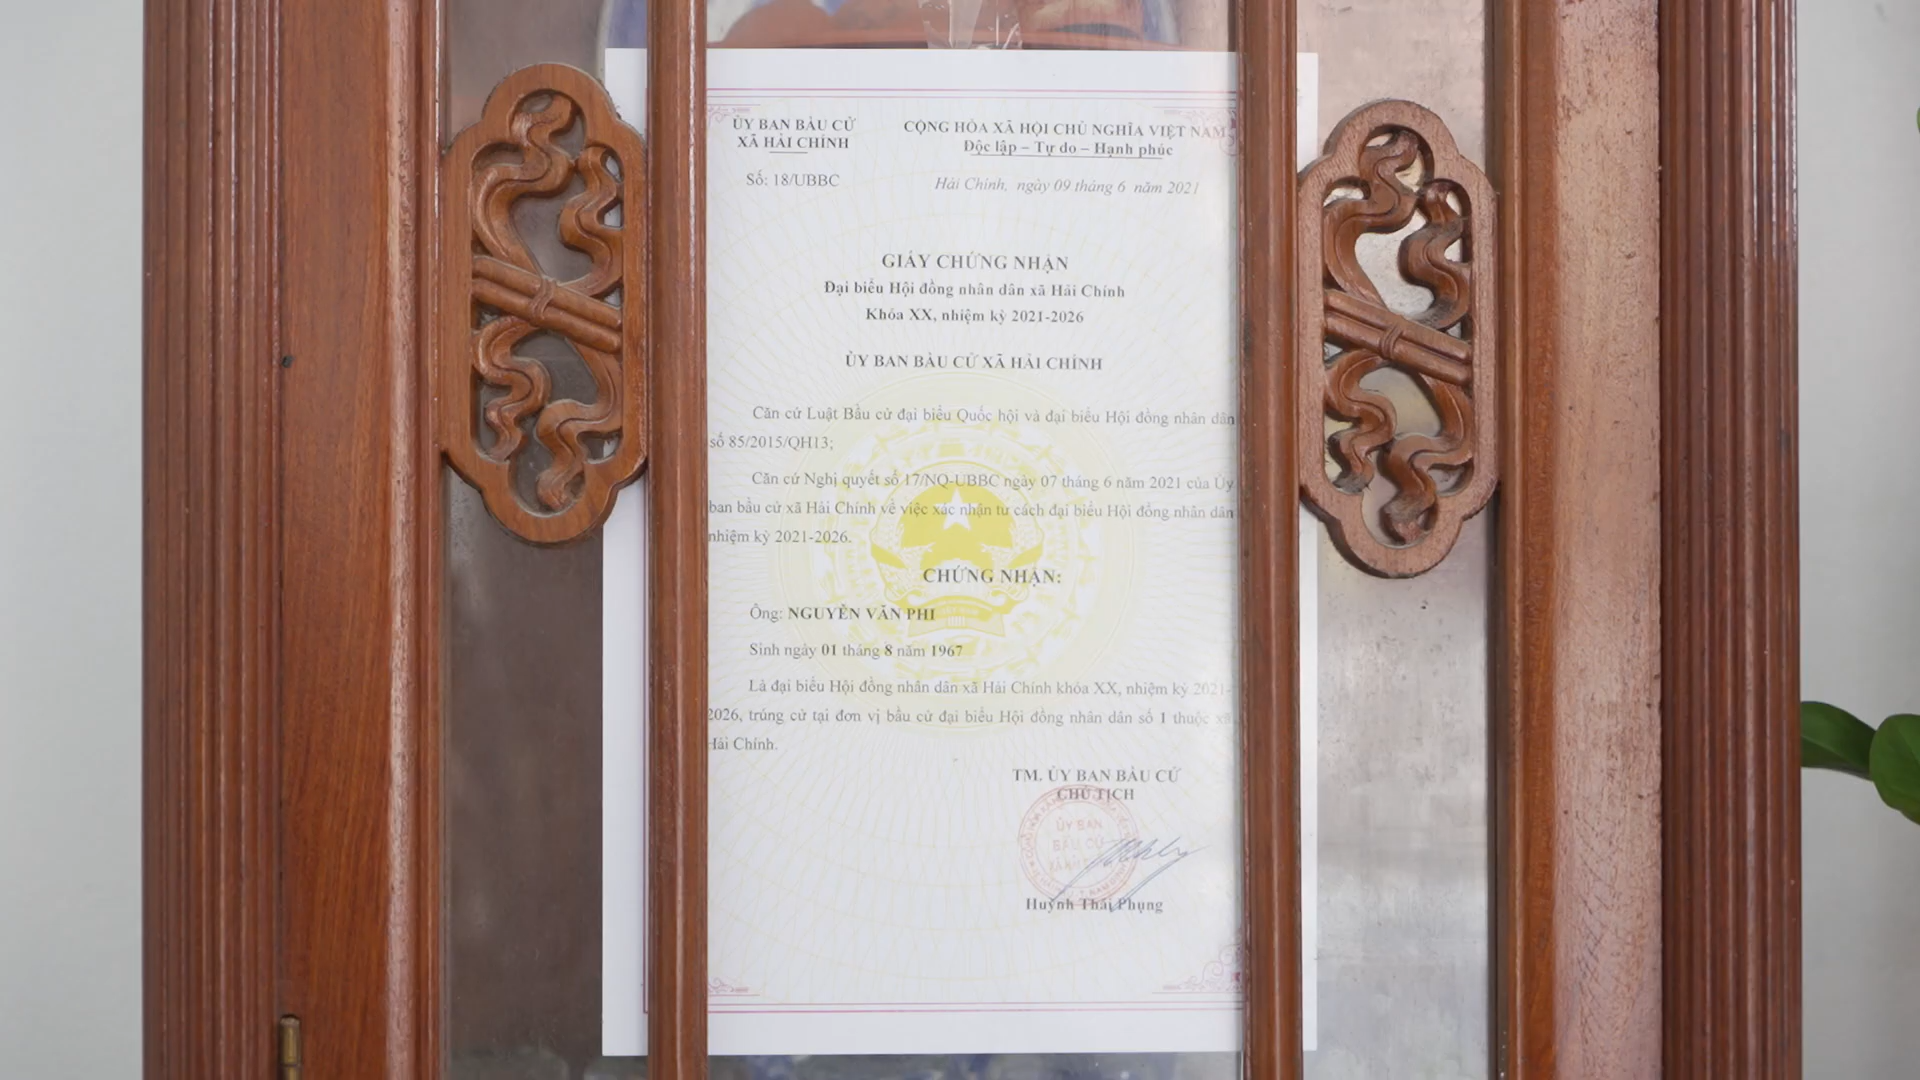 ỦY BAN BẦU CỬ
XÃ HẢI CHÍNH
Số: 18/UBBC
CỘNG HÒA XÃ HỘI CHỦ NGHĨA VIỆT NAM
Độc lập – Tự do – Hạnh phúc
Hải Chính, ngày 09 tháng 6 năm 2021
GIẤY CHỨNG NHẬN
Đại biểu Hội đồng nhân dân xã Hải Chính
Khóa XX, nhiệm kỳ 2021-2026
ỦY BAN BẦU CỬ XÃ HẢI CHÍNH
Căn cứ Luật Bầu cử đại biểu Quốc hội và đại biểu Hội đồng nhân dân
số 85/2015/QH13;
Căn cứ Nghị quyết số 17/NQ-UBBC ngày 07 tháng 6 năm 2021 của Ủy
ban bầu cử xã Hải Chính về việc xác nhận tư cách đại biểu Hội đồng nhân dân
nhiệm kỳ 2021-2026.
CHỨNG NHẬN:
Ông: NGUYỄN VĂN PHI
Sinh ngày 01 tháng 8 năm 1967
Là đại biểu Hội đồng nhân dân xã Hải Chính khóa XX, nhiệm kỳ 2021-
2026, trúng cử tại đơn vị bầu cử đại biểu Hội đồng nhân dân số 1 thuộc xã
Hải Chính.
TM. ỦY BAN BẦU CỬ
CHỦ TỊCH
ỦY BAN
BẦU CỬ
Huỳnh Thái Phụng